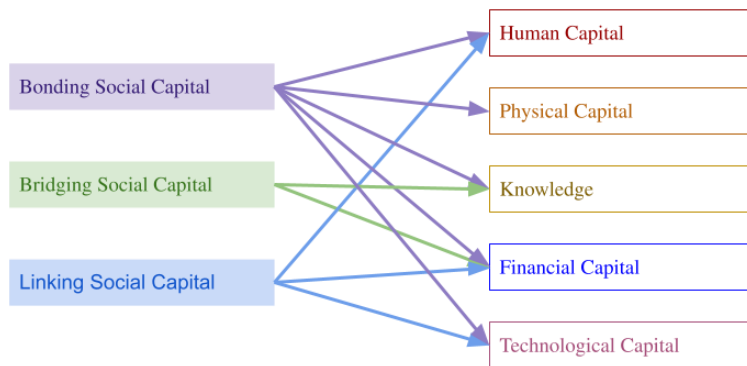 Bonding Social Capital
Bridging Social Capital
Linking Social Capital
Human Capital
Physical Capital
Knowledge
Financial Capital
Technological Capital